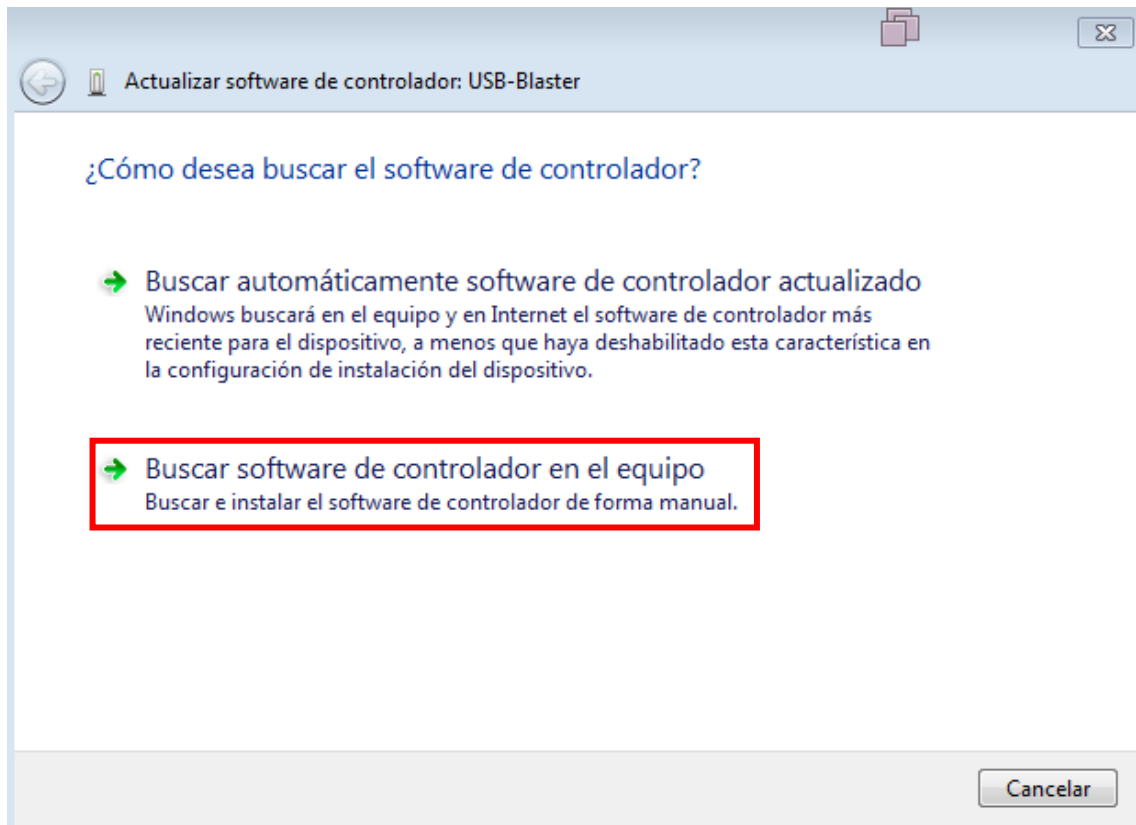 Actualizar software de controlador: USB-Blaster
¿Cómo desea buscar el software de controlador?
Buscar automáticamente software de controlador actualizado
Windows buscará en el equipo y en Internet el software de controlador más
reciente para el dispositivo, a menos que haya deshabilitado esta característica en
la configuración de instalación del dispositivo.
Buscar software de controlador en el equipo
Buscar e instalar el software de controlador de forma manual.
Cancelar